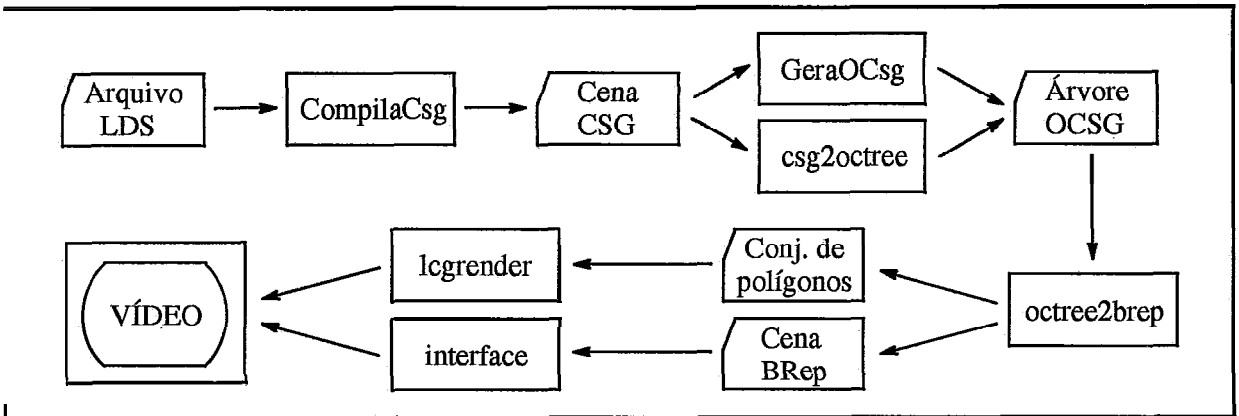 Arquivo
LDS
CompilaCsg
Cena
CSG
GeraOCsg
csg2octree
Árvore
OCSG
VÍDEO
lcgrender
interface
Conj. de
polígonos
Cena
BRep
octree2brep